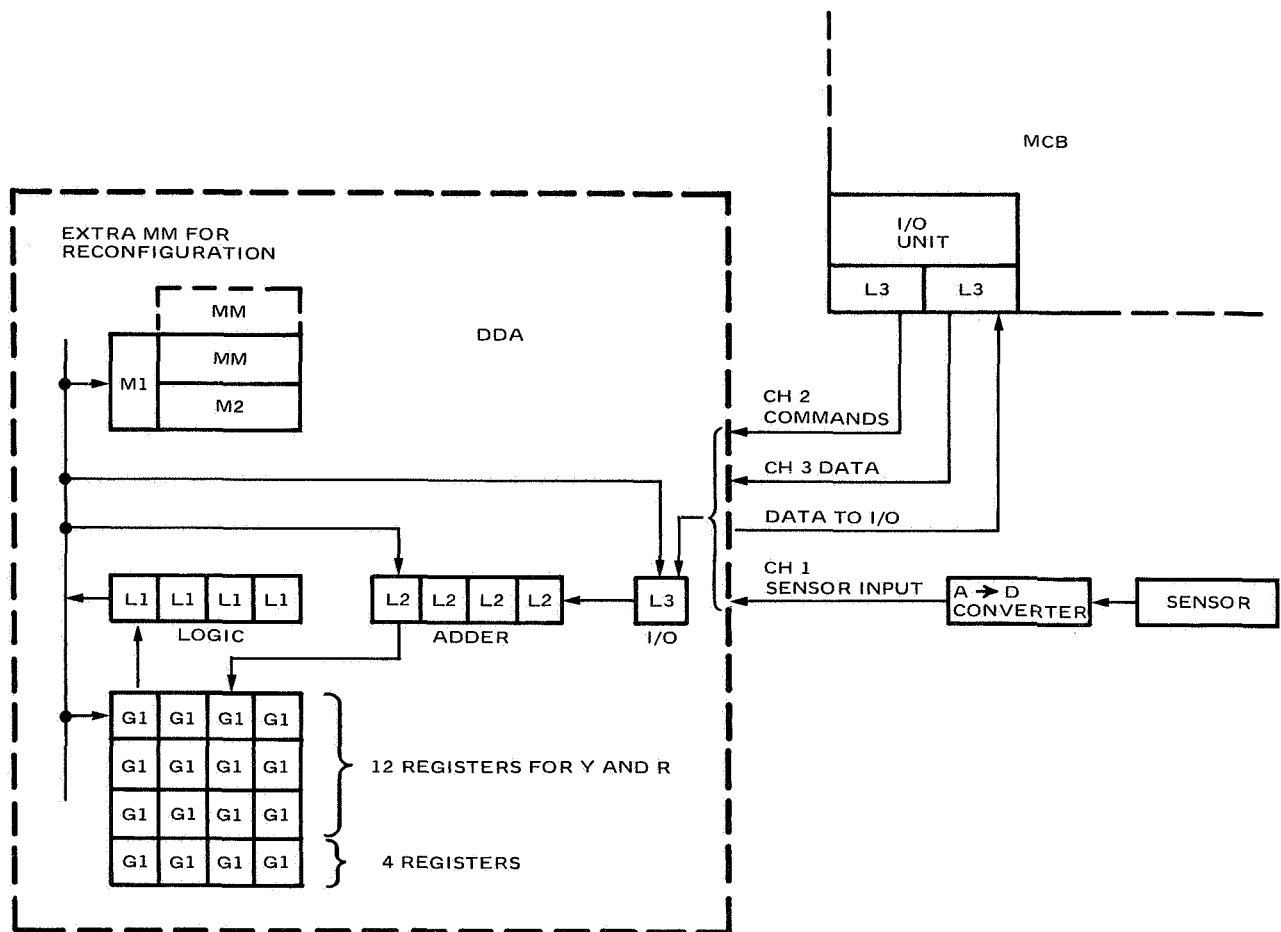 MCB
I/O
UNIT
L3 L3
EXTRA MM FOR
RECONFIGURATION
MM
DDA
MM
M1
M2
CH 2
COMMANDS
CH 3 DATA
DATA TO I/O
CH 1
SENSOR INPUT
A → D
CONVERTER
SENSOR
L1 L1 L1 L1
LOGIC
L2 L2 L2 L2
ADDER
L3
I/O
G1 G1 G1 G1
G1 G1 G1 G1
12 REGISTERS FOR Y AND R
G1 G1 G1 G1
G1 G1 G1 G1
4 REGISTERS